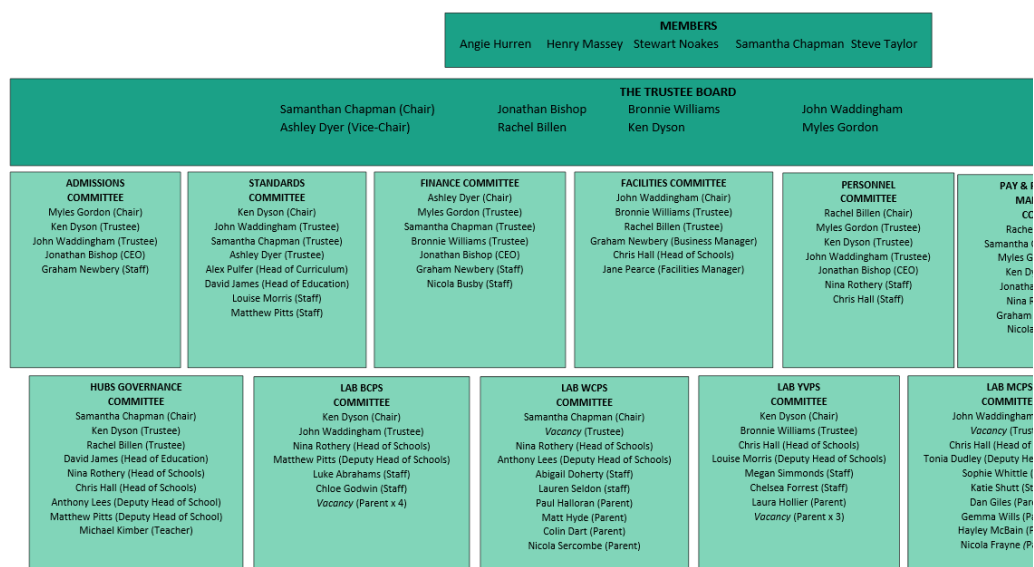 MEMBERS
Angie Hurren Henry Massey Stewart Noakes Samantha Chapman Steve Taylor
THE TRUSTEE BOARD
Samanthan Chapman (Chair) Jonathan Bishop Bronnie Williams John Waddingham
Ashley Dyer (Vice-Chair) Rachel Billen Ken Dyson Myles Gordon
ADMISSIONS
COMMITTEE
Myles Gordon (Chair)
Ken Dyson (Trustee)
John Waddingham (Trustee)
Jonathan Bishop (CEO)
Graham Newbery (Staff)
STANDARDS
COMMITTEE
Ken Dyson (Chair)
John Waddingham (Trustee)
Samantha Chapman (Trustee)
Ashley Dyer (Trustee)
Alex Pulfer (Head of Curriculum)
David James (Head of Education)
Louise Morris (Staff)
Matthew Pitts (Staff)
FINANCE COMMITTEE
Ashley Dyer (Chair)
Myles Gordon (Trustee)
Samantha Chapman (Trustee)
Bronnie Williams (Trustee)
Jonathan Bishop (CEO)
Graham Newbery (Staff)
Nicola Busby (Staff)
FACILITIES COMMITTEE
John Waddingham (Chair)
Bronnie Williams (Trustee)
Rachel Billen (Trustee)
Graham Newbery (Business Manager)
Chris Hall (Head of Schools)
Jane Pearce (Facilities Manager)
PERSONNEL
COMMITTEE
Rachel Billen (Chair)
Myles Gordon (Trustee)
Ken Dyson (Trustee)
John Waddingham (Trustee)
Jonathan Bishop (CEO)
Nina Rothery (Staff)
Chris Hall (Staff)
PAY &
Rachel
Samantha
Myles
Ken
Nina
Graham
Nicola
HUBS GOVERNANCE
COMMITTEE
Samantha Chapman (Chair)
Ken Dyson (Trustee)
Rachel Billen (Trustee)
David James (Head of Education)
Nina Rothery (Head of Schools)
Chris Hall (Head of Schools)
Anthony Lees (Deputy Head of School)
Matthew Pitts (Deputy Head of School)
Michael Kimber (Teacher)
LAB BCPS
COMMITTEE
Ken Dyson (Chair)
John Waddingham (Trustee)
Nina Rothery (Head of Schools)
Matthew Pitts (Deputy Head of Schools)
Luke Abrahams (Staff)
Chloe Godwin (Staff)
Vacancy (Parent x 4)
LAB WCPS
COMMITTEE
Samantha Chapman (Chair)
Vacancy (Trustee)
Nina Rothery (Head of Schools)
Anthony Lees (Deputy Head of Schools)
Abigail Doherty (Staff)
Lauren Seldon (staff)
Paul Halloran (Parent)
Matt Hyde (Parent)
Colin Dart (Parent)
Nicola Sercombe (Parent)
LAB YVPS
COMMITTEE
Ken Dyson (Chair)
Bronnie Williams (Trustee)
Chris Hall (Head of Schools)
Louise Morris (Deputy Head of Schools)
Megan Simmonds (Staff)
Chelsea Forrest (Staff)
Laura Hollier (Parent)
Vacancy (Parent x 3)
LAB MCPS
John Waddingham
Vacancy
Chris Hall (Head of
Tonia Dudley (Deputy
Sophie Whittle
Katie Shutt
Dan Giles
Gemma Wills
Hayley McBain
Nicola Frayne